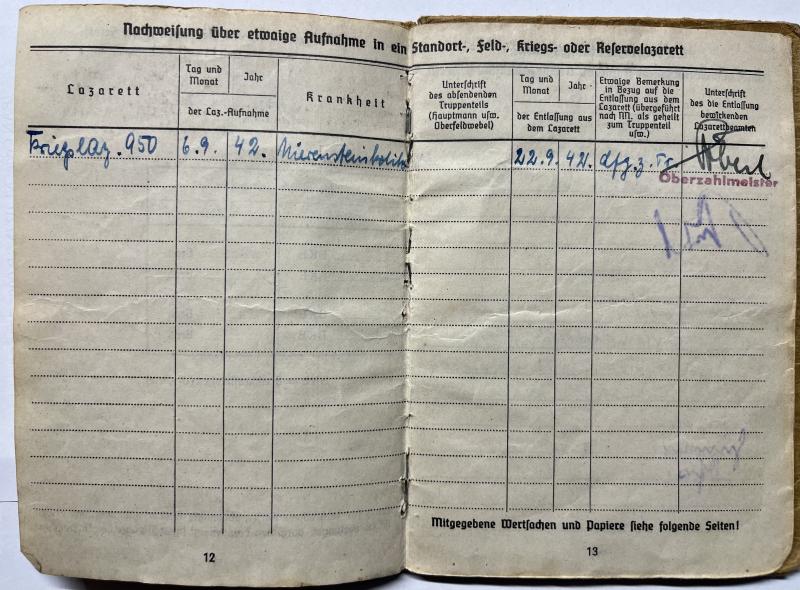 Nachweisung über etwaige Aufnahme in ein Standort-, Feld-, Kriegs- oder Reservelazarett
Lazarett
Tag und
Monat
Jahr
der Laz.-Aufnahme
Krankheit
Unterschrift
des absendenden
Truppenteils
(Hauptmann usw.
Oberfeldwebel)
Tag und
Monat
Jahr
der Entlassung aus
dem Lazarett
Etwaige Bemerkung
in Bezug auf die
Entlassung aus dem
Lazarett (übergeführt
nach NN. als geheilt
zum Truppenteil
usw.)
Unterschrift
des die Entlassung
bewirkenden
Lazarettbeamten
Kriegslaz. 950 6.9. 42. Nierensteinkolik 22.9. 42. dfg. z. Tr.
Oberzahlmeister
Mitgegebene Wertsachen und Papiere siehe folgende Seiten!
12
13